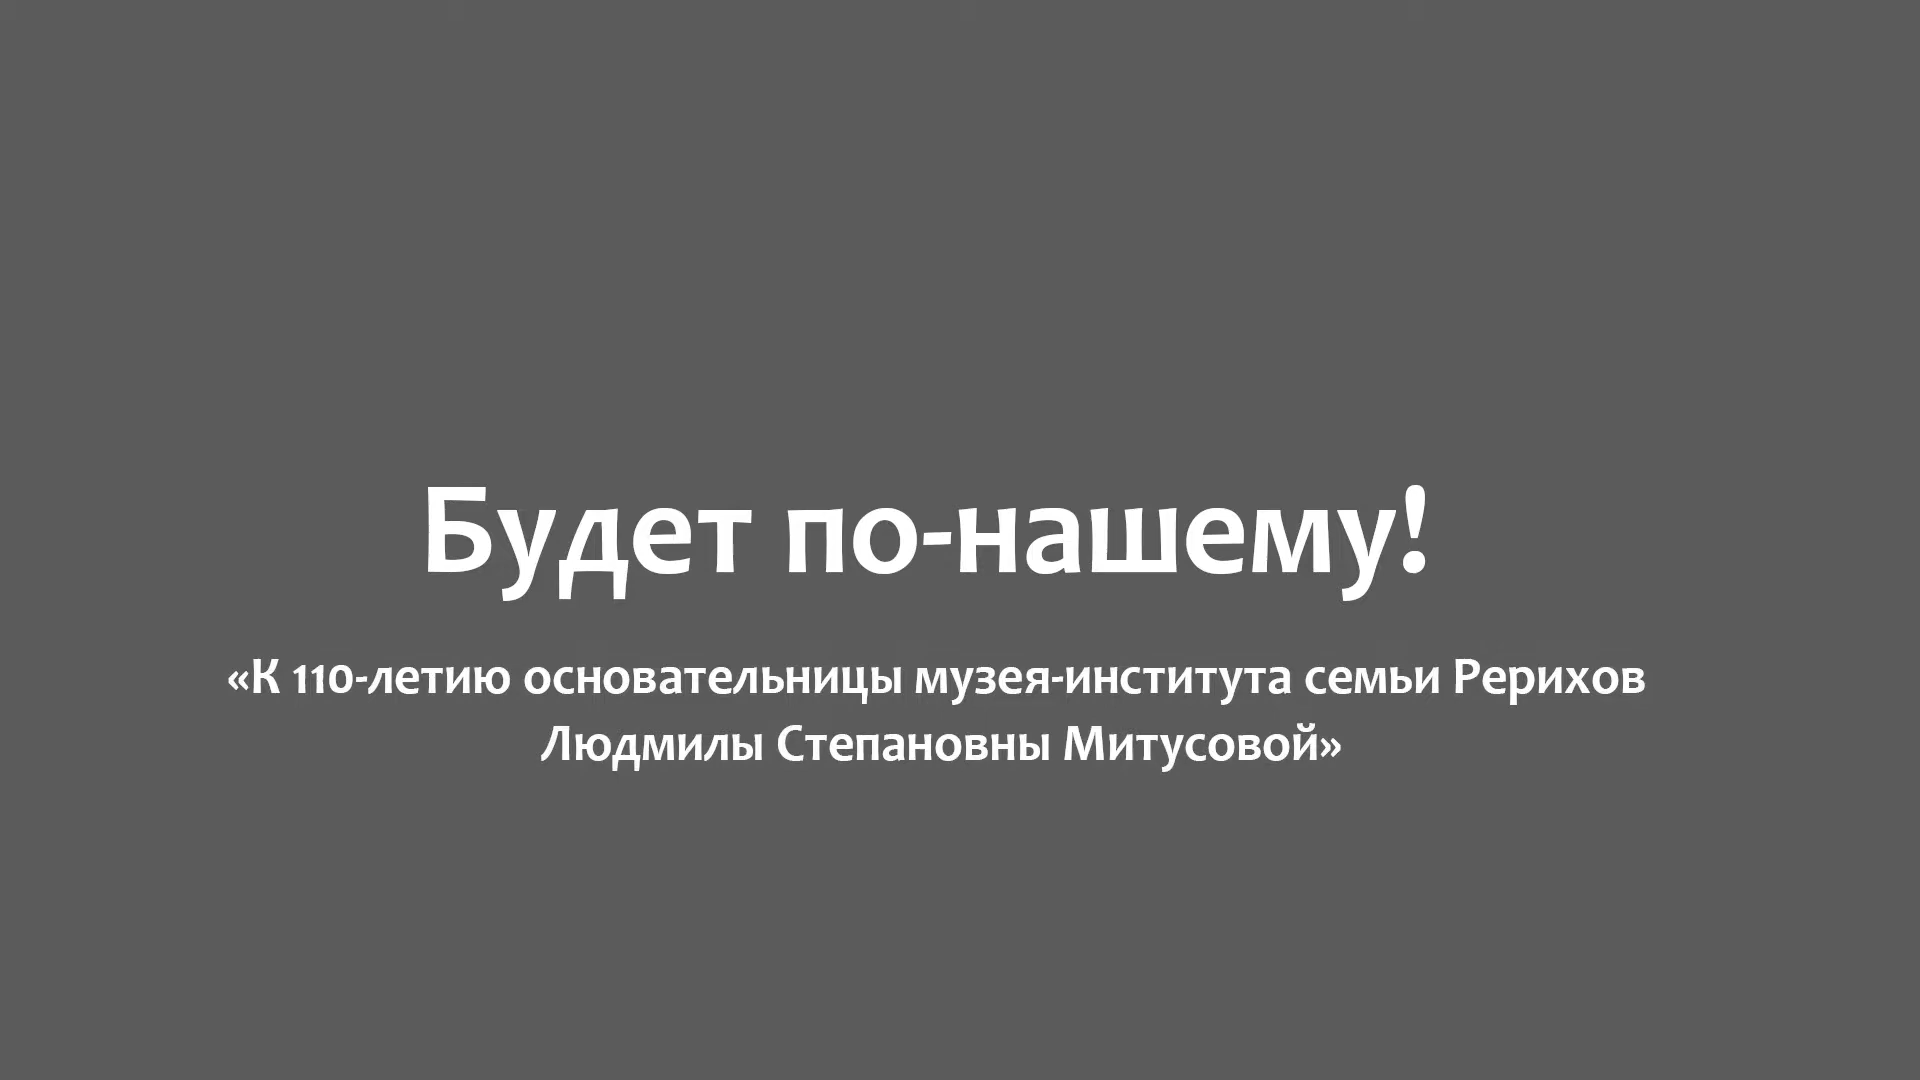 Будет по-нашему!
«К 110-летию основательницы музея-института семьи Рерихов
Людмилы Степановны Митусовой»